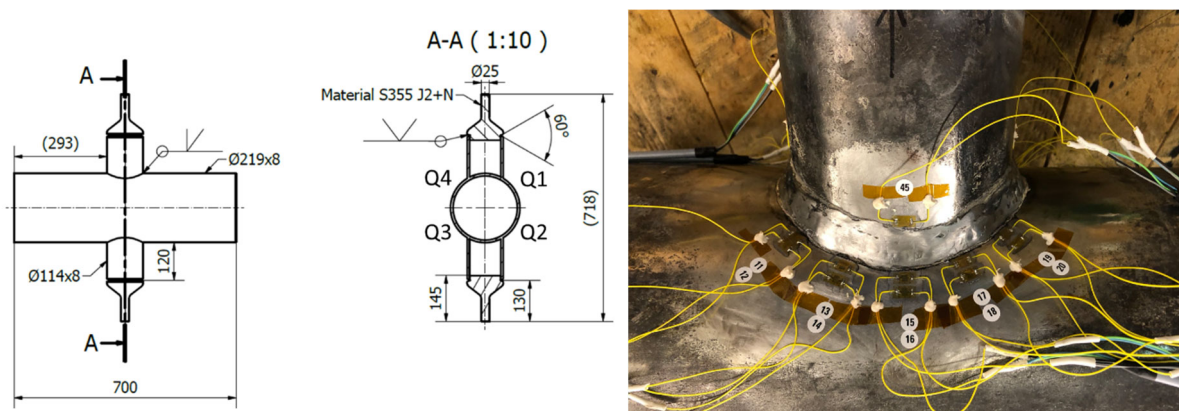 A
(293)
Ø219x8
Ø114x8
120
A
700
A-A ( 1:10 )
Ø25
Material S355 J2+N
60°
Q4
Q1
Q3
Q2
(718)
145
130
45
11
12
13
14
15
16
17
18
19
20